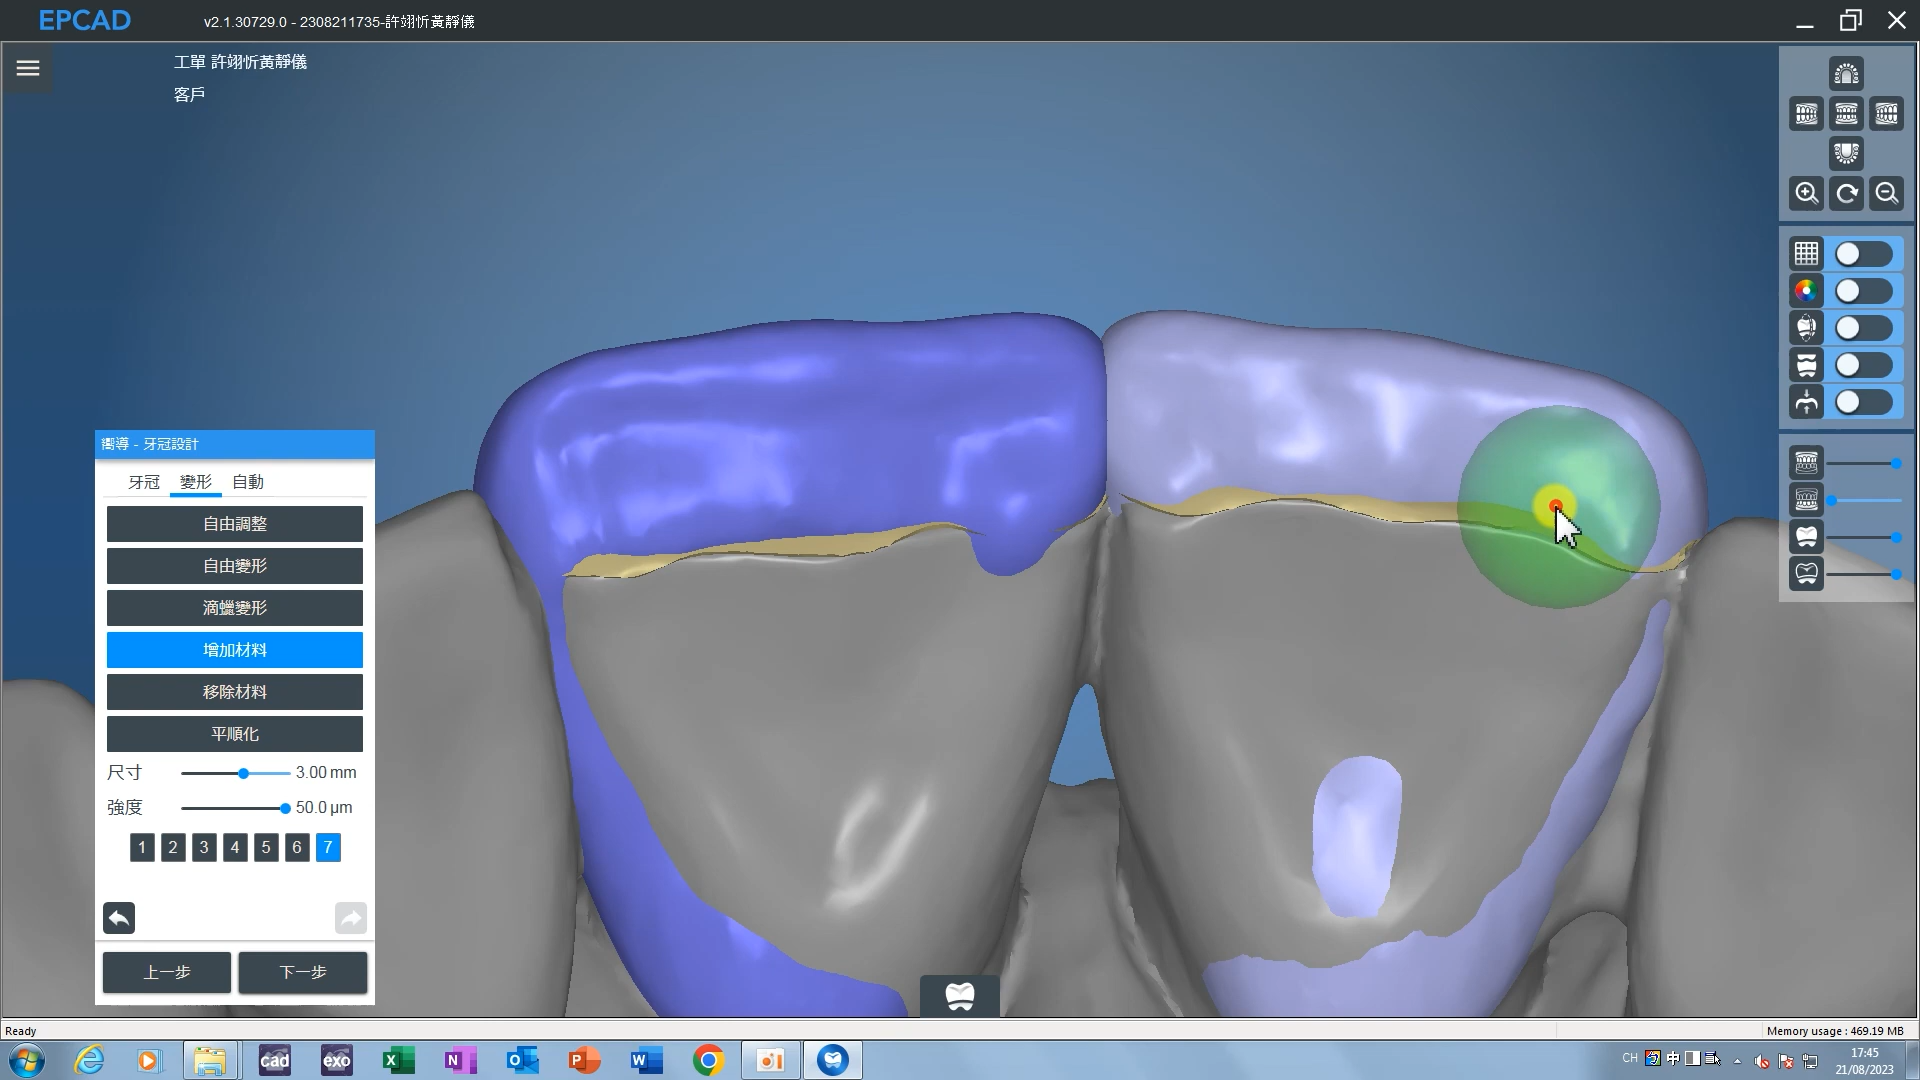 EPCAD
v2.1.30729.0 - 2308211735-許翊忻黃靜儀
工單 許翊忻黃靜儀
客戶
嚮導 - 牙冠設計
牙冠 變形 自動
自由調整
自由變形
滴蠟變形
增加材料
移除材料
平順化
尺寸 3.00 mm
強度 50.0 µm
1 2 3 4 5 6 7
上一步 下一步
Ready
Memory usage : 469.19 MB
cad exo X N O P W
CH 中
17:45
21/08/2023